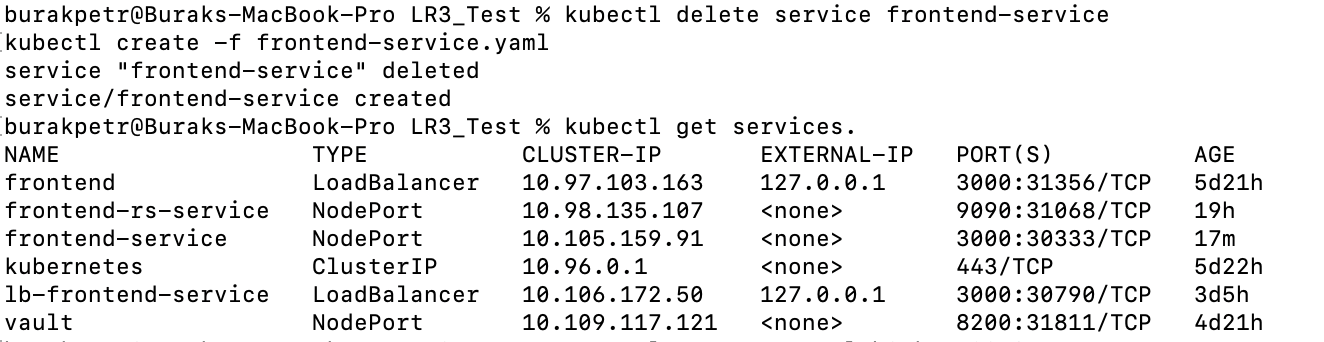 burakpetr@Buraks-MacBook-Pro LR3_Test % kubectl delete service frontend-service
kubectl create -f frontend-service.yaml
service "frontend-service" deleted
service/frontend-service created
burakpetr@Buraks-MacBook-Pro LR3_Test % kubectl get services.
NAME TYPE CLUSTER-IP EXTERNAL-IP PORT(S) AGE
frontend LoadBalancer 10.97.103.163 127.0.0.1 3000:31356/TCP 5d21h
frontend-rs-service NodePort 10.98.135.107 <none> 9090:31068/TCP 19h
frontend-service NodePort 10.105.159.91 <none> 3000:30333/TCP 17m
kubernetes ClusterIP 10.96.0.1 <none> 443/TCP 5d22h
lb-frontend-service LoadBalancer 10.106.172.50 127.0.0.1 3000:30790/TCP 3d5h
vault NodePort 10.109.117.121 <none> 8200:31811/TCP 4d21h